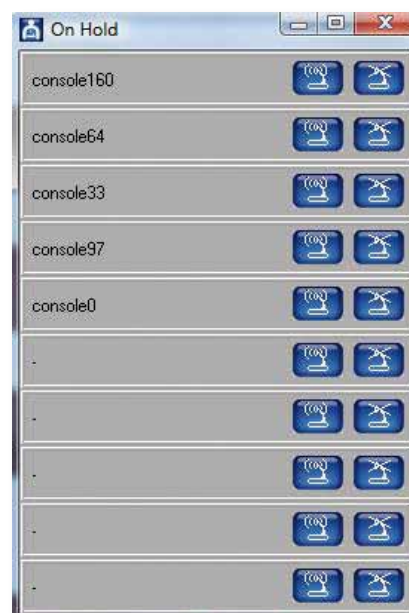 On Hold
console160
console64
console33
console97
console0
-
-
-
-
-